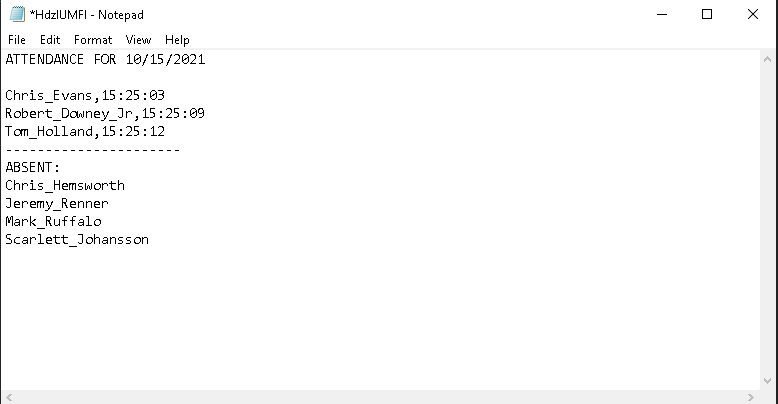 *HdzIUMFI - Notepad
File Edit Format View Help
ATTENDANCE FOR 10/15/2021
Chris_Evans,15:25:03
Robert_Downey_Jr,15:25:09
Tom_Holland,15:25:12
----------------------
ABSENT:
Chris_Hemsworth
Jeremy_Renner
Mark_Ruffalo
Scarlett_Johansson